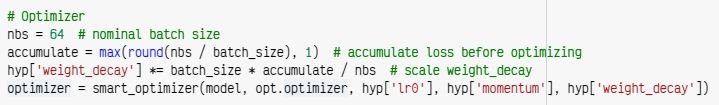 # Optimizer
nbs = 64  # nominal batch size
accumulate = max(round(nbs / batch_size), 1)  # accumulate loss before optimizing
hyp['weight_decay'] *= batch_size * accumulate / nbs  # scale weight_decay
optimizer = smart_optimizer(model, opt.optimizer, hyp['lr0'], hyp['momentum'], hyp['weight_decay'])